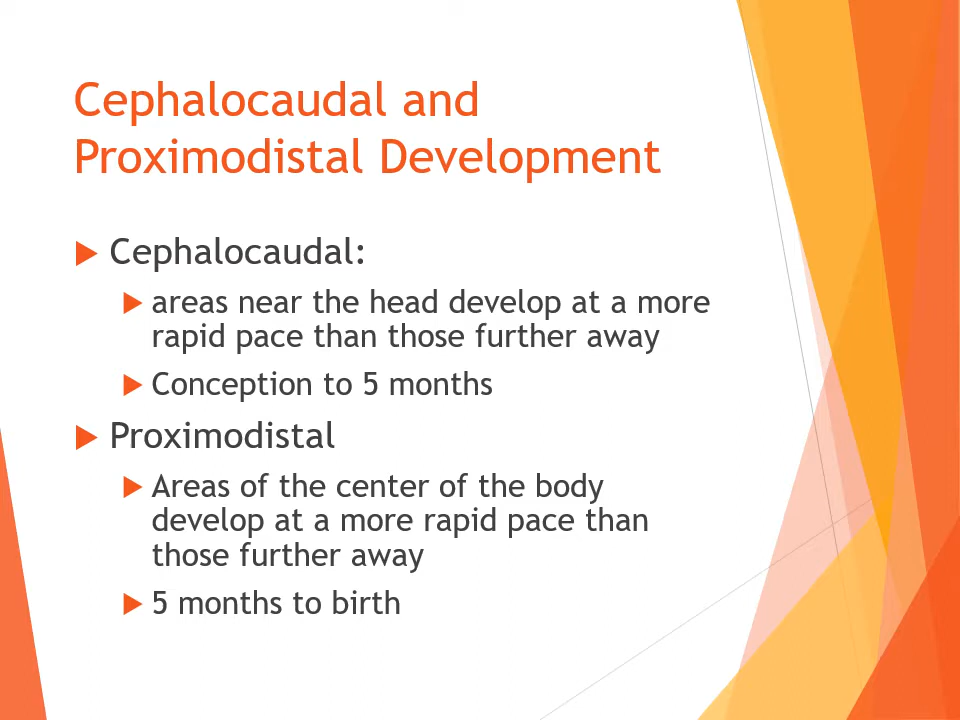 Cephalocaudal and
Proximodistal Development
Cephalocaudal:
areas near the head develop at a more
rapid pace than those further away
Conception to 5 months
Proximodistal
Areas of the center of the body
develop at a more rapid pace than
those further away
5 months to birth